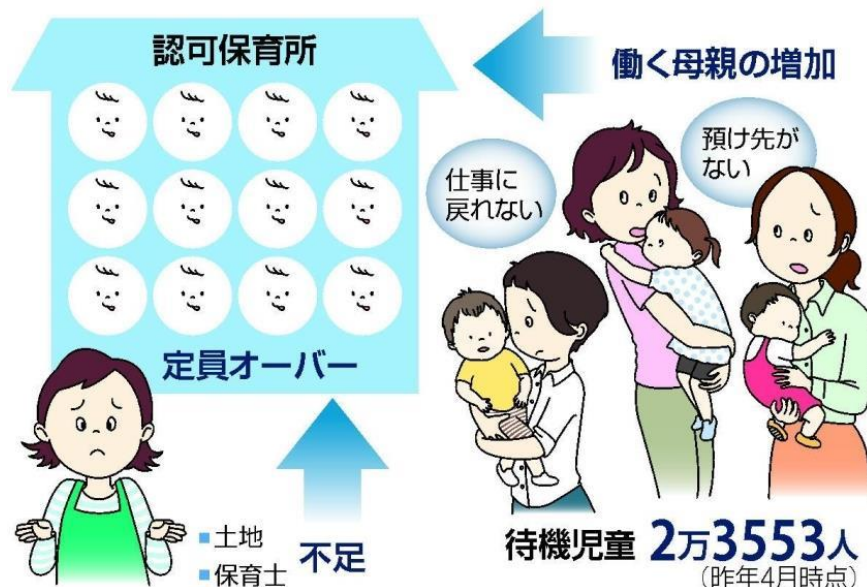 認可保育所
働く母親の増加
預け先が
ない
仕事に
戻れない
定員オーバー
■土地
■保育士
不足
待機児童 2万3553人
(昨年4月時点)